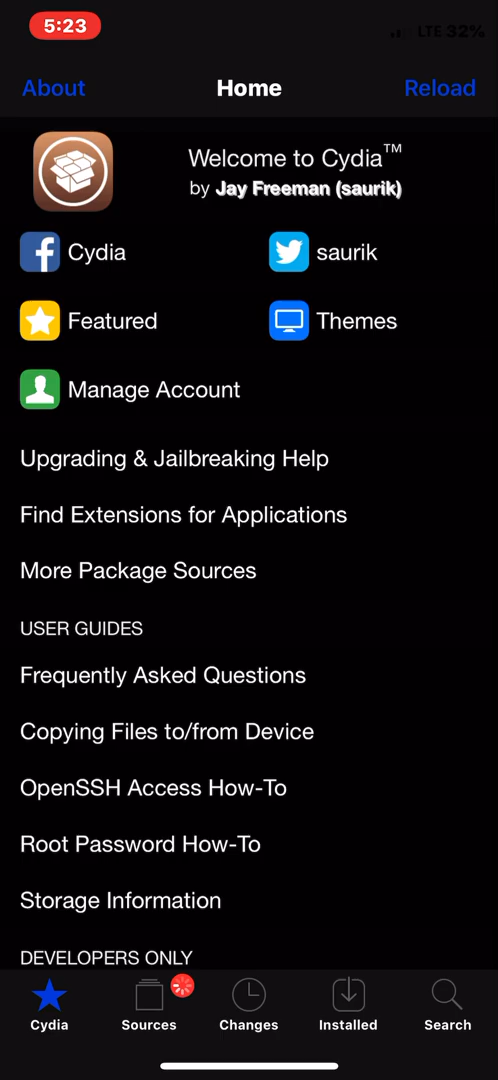 5:23
LTE 32%
About
Home
Reload
Welcome to Cydia™
by Jay Freeman (saurik)
Cydia
saurik
Featured
Themes
Manage Account
Upgrading & Jailbreaking Help
Find Extensions for Applications
More Package Sources
USER GUIDES
Frequently Asked Questions
Copying Files to/from Device
OpenSSH Access How-To
Root Password How-To
Storage Information
DEVELOPERS ONLY
Cydia
Sources
Changes
Installed
Search